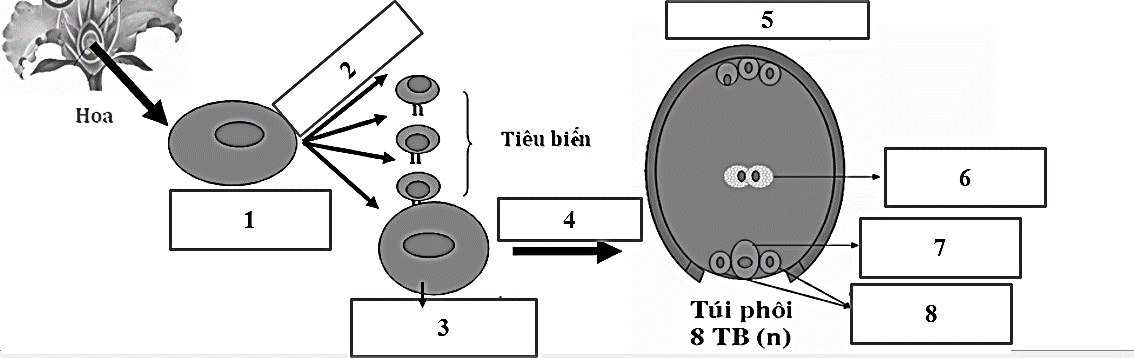 5
2
Hoa
n
Tiêu biến
n
6
1
4
7
8
3
Túi phôi
8 TB (n)